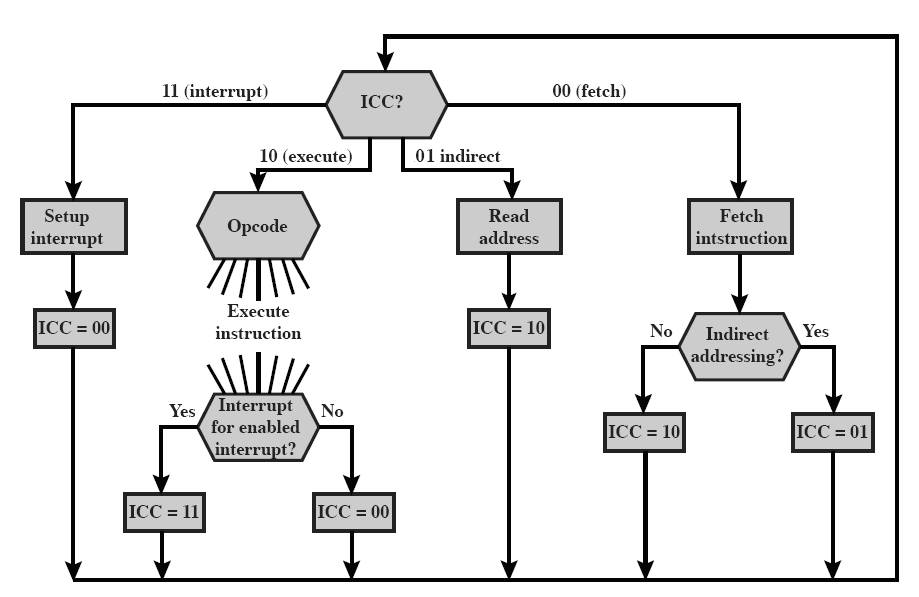 ICC?
11 (interrupt)
00 (fetch)
10 (execute)
01 indirect
Setup
interrupt
Opcode
Read
address
Fetch
intstruction
ICC = 00
Execute
instruction
ICC = 10
No
Indirect
addressing?
Yes
Yes
Interrupt
for enabled
interrupt?
No
ICC = 10
ICC = 01
ICC = 11
ICC = 00